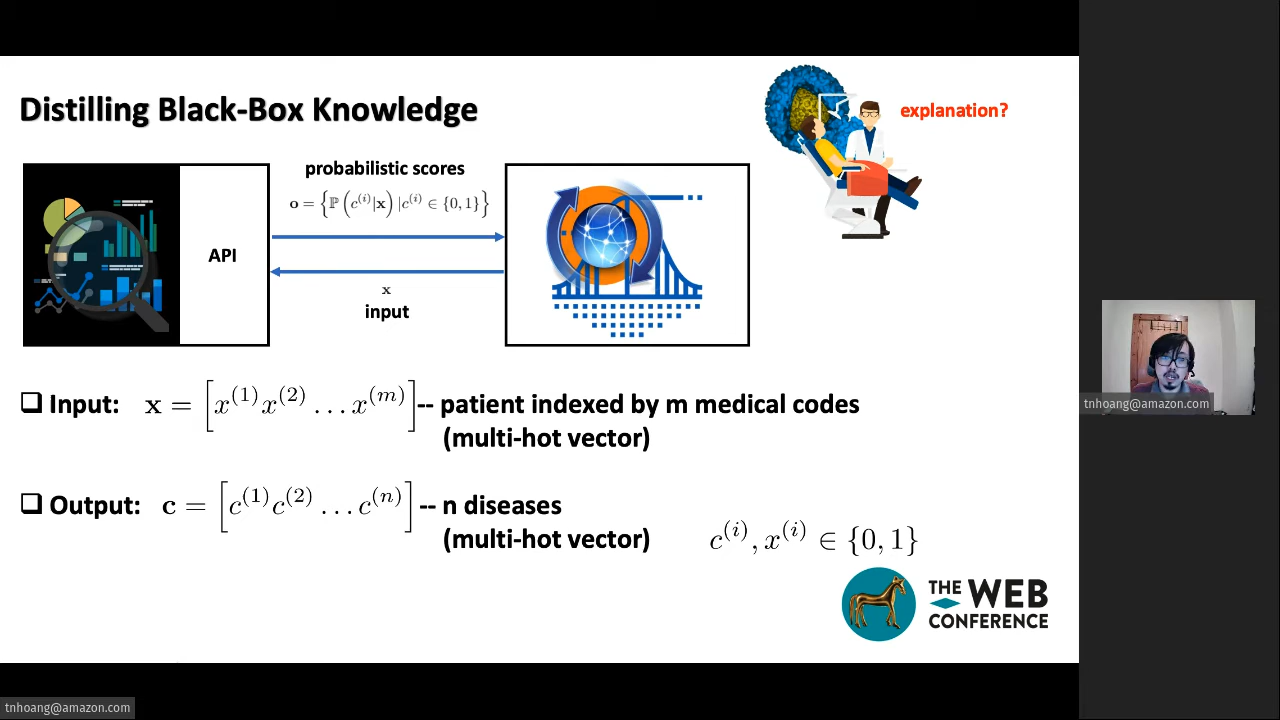 Distilling Black-Box Knowledge
explanation?
probabilistic scores
o = {ℙ (c^(i)|x) |c^(i) ∈ {0, 1}}
API
x
input
❑ Input: x = [x^(1) x^(2) … x^(m)] -- patient indexed by m medical codes
(multi-hot vector)
❑ Output: c = [c^(1) c^(2) … c^(n)] -- n diseases
(multi-hot vector)
c^(i), x^(i) ∈ {0, 1}
THE WEB
CONFERENCE
tnhoang@amazon.com
tnhoang@amazon.com